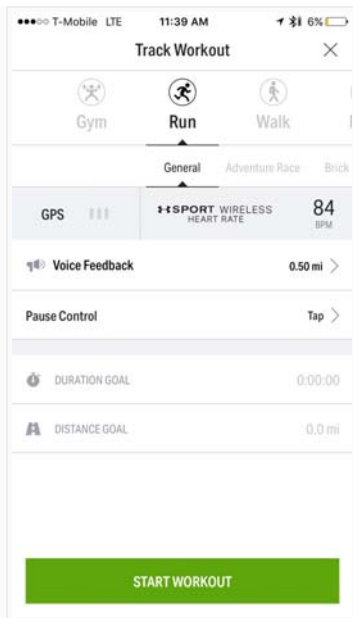 T-Mobile LTE 11:39 AM 6%
Track Workout
Gym Run Walk
General Adventure Race Brick
GPS SPORT WIRELESS 84
HEART RATE BPM
Voice Feedback 0.50 mi
Pause Control Tap
DURATION GOAL 0:00:00
DISTANCE GOAL 0.0 mi
START WORKOUT